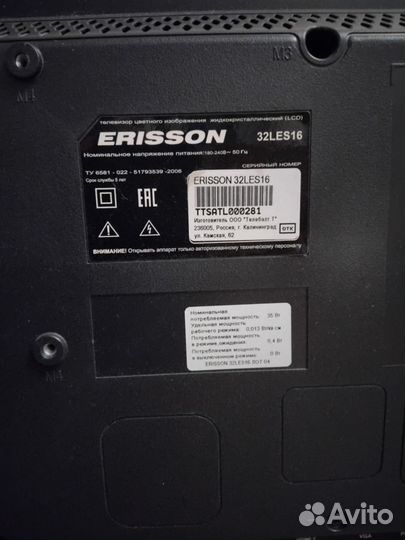 M3
M4
телевизор цветного изображения жидкокристаллический (LCD)
ERISSON 32LES16
Номинальное напряжение питания:180-240В~ 50 Гц
СЕРИЙНЫЙ НОМЕР
ТУ 6581 - 022 - 51793539 -2006
Срок службы 5 лет
ERISSON 32LES16
TTSATL000281
Изготовитель ООО "Телебалт Т"
236005, Россия, г. Калининград
ул. Камская, 62
ОТК
EAC
ВНИМАНИЕ! Открывать аппарат только авторизованному техническому персоналу
Номинальная
потребляемая мощность: 35 Вт
Удельная мощность
рабочего режима: 0,013 Вт/кв.см
Потребляемая мощность
в режиме ожидания: 0,4 Вт
Потребляемая мощность
в выключенном режиме: 0 Вт
ERISSON 32LES16 BOT 04
M4
VGA
Avito